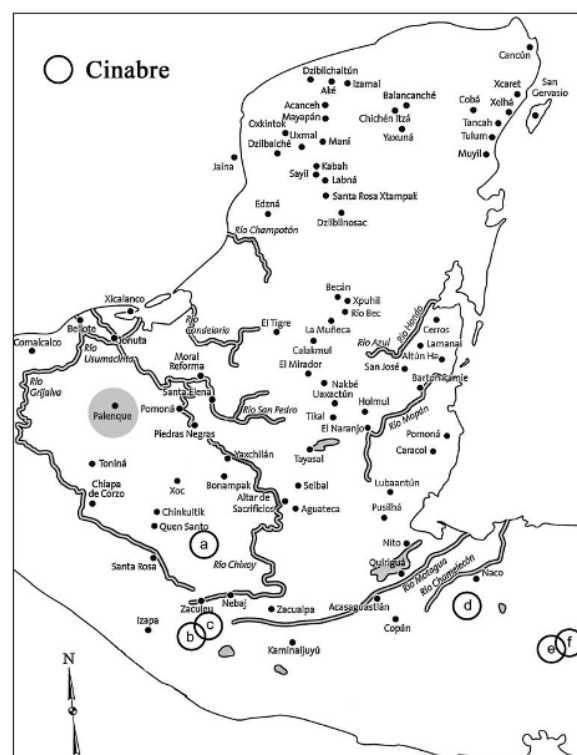 Cinabre
Cancún
Dzibilchaltún
Aké
Izamal
Xcaret
San
Gervasio
Acanceh
Balancanché
Cobá
Xelhá
Mayapán
Oxkintok
Chichén Itzá
Tancah
Uxmal
Maní
Yaxuná
Tulum
Dzilbalché
Muyil
Jaina
Kabah
Sayil
Labná
Santa Rosa Xtampak
Edzná
Dzilbilnosac
Río Champotón
Becán
Xpuhil
Xicalanco
Río Bec
Río
Candelaria
El Tigre
Río Hondo
Cerros
Bellote
La Muñeca
Comalcalco
Jonuta
Río Azul
Lamanai
Río
Usumacinta
Calakmul
Altún Ha
Moral
Reforma
El Mirador
San José
Río
Grijalva
Nakbé
Barton Ramie
Santa Elena
Uaxactún
Holmul
Palenque
Pomoná
Río San Pedro
Tikal
Río Mopán
Piedras Negras
El Naranjo
Pomoná
Tayasal
Caracol
Toniná
Yaxchilán
Chiapa
de Corzo
Xoc
Bonampak
Seibal
Lubaantún
Altar de
Sacrificios
Chinkultik
Aguateca
Pusilhá
Quen Santo
a
Nito
Santa Rosa
Río Chixoy
Quiriguá
Río Motagua
Río Chamelecón
Naco
Nebaj
Zaculeu
Zacualpa
Acasaguastlán
d
Izapa
c
b
Copán
Kaminaljuyú
e
f
N